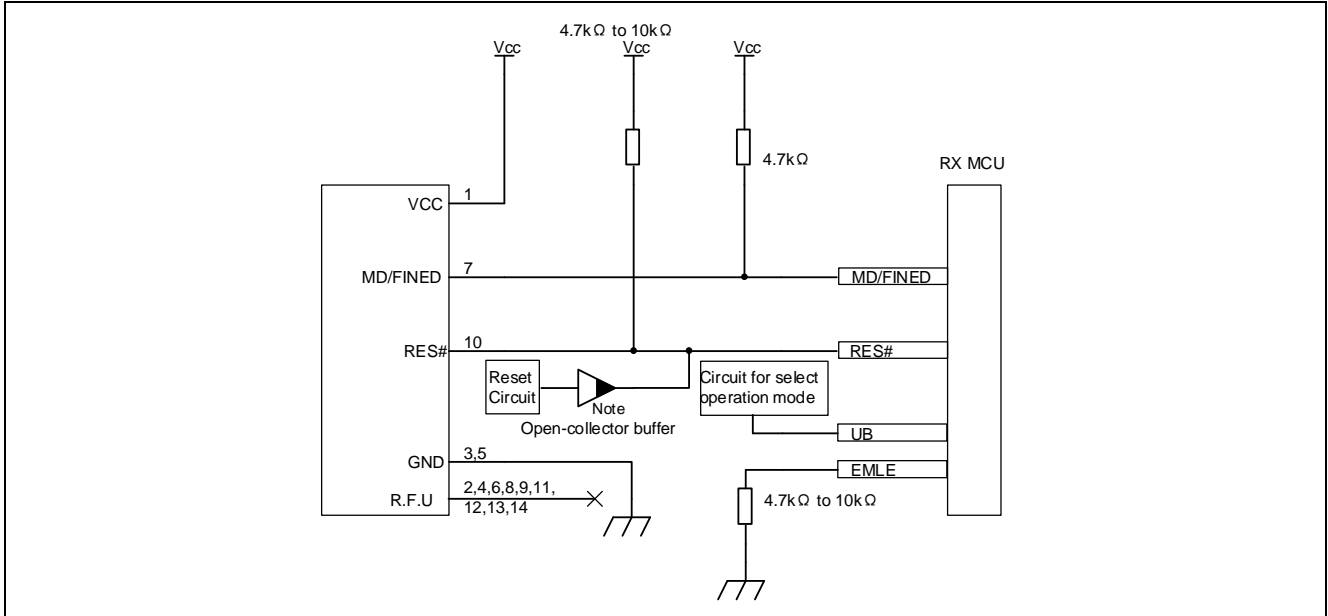 4.7kΩ to 10kΩ
Vcc
Vcc
Vcc
4.7kΩ
RX MCU
VCC
1
MD/FINED
7
MD/FINED
RES#
10
RES#
Reset
Circuit
Note
Open-collector buffer
Circuit for select
operation mode
UB
GND
3,5
EMLE
R.F.U
2,4,6,8,9,11,
12,13,14
4.7kΩ to 10kΩ